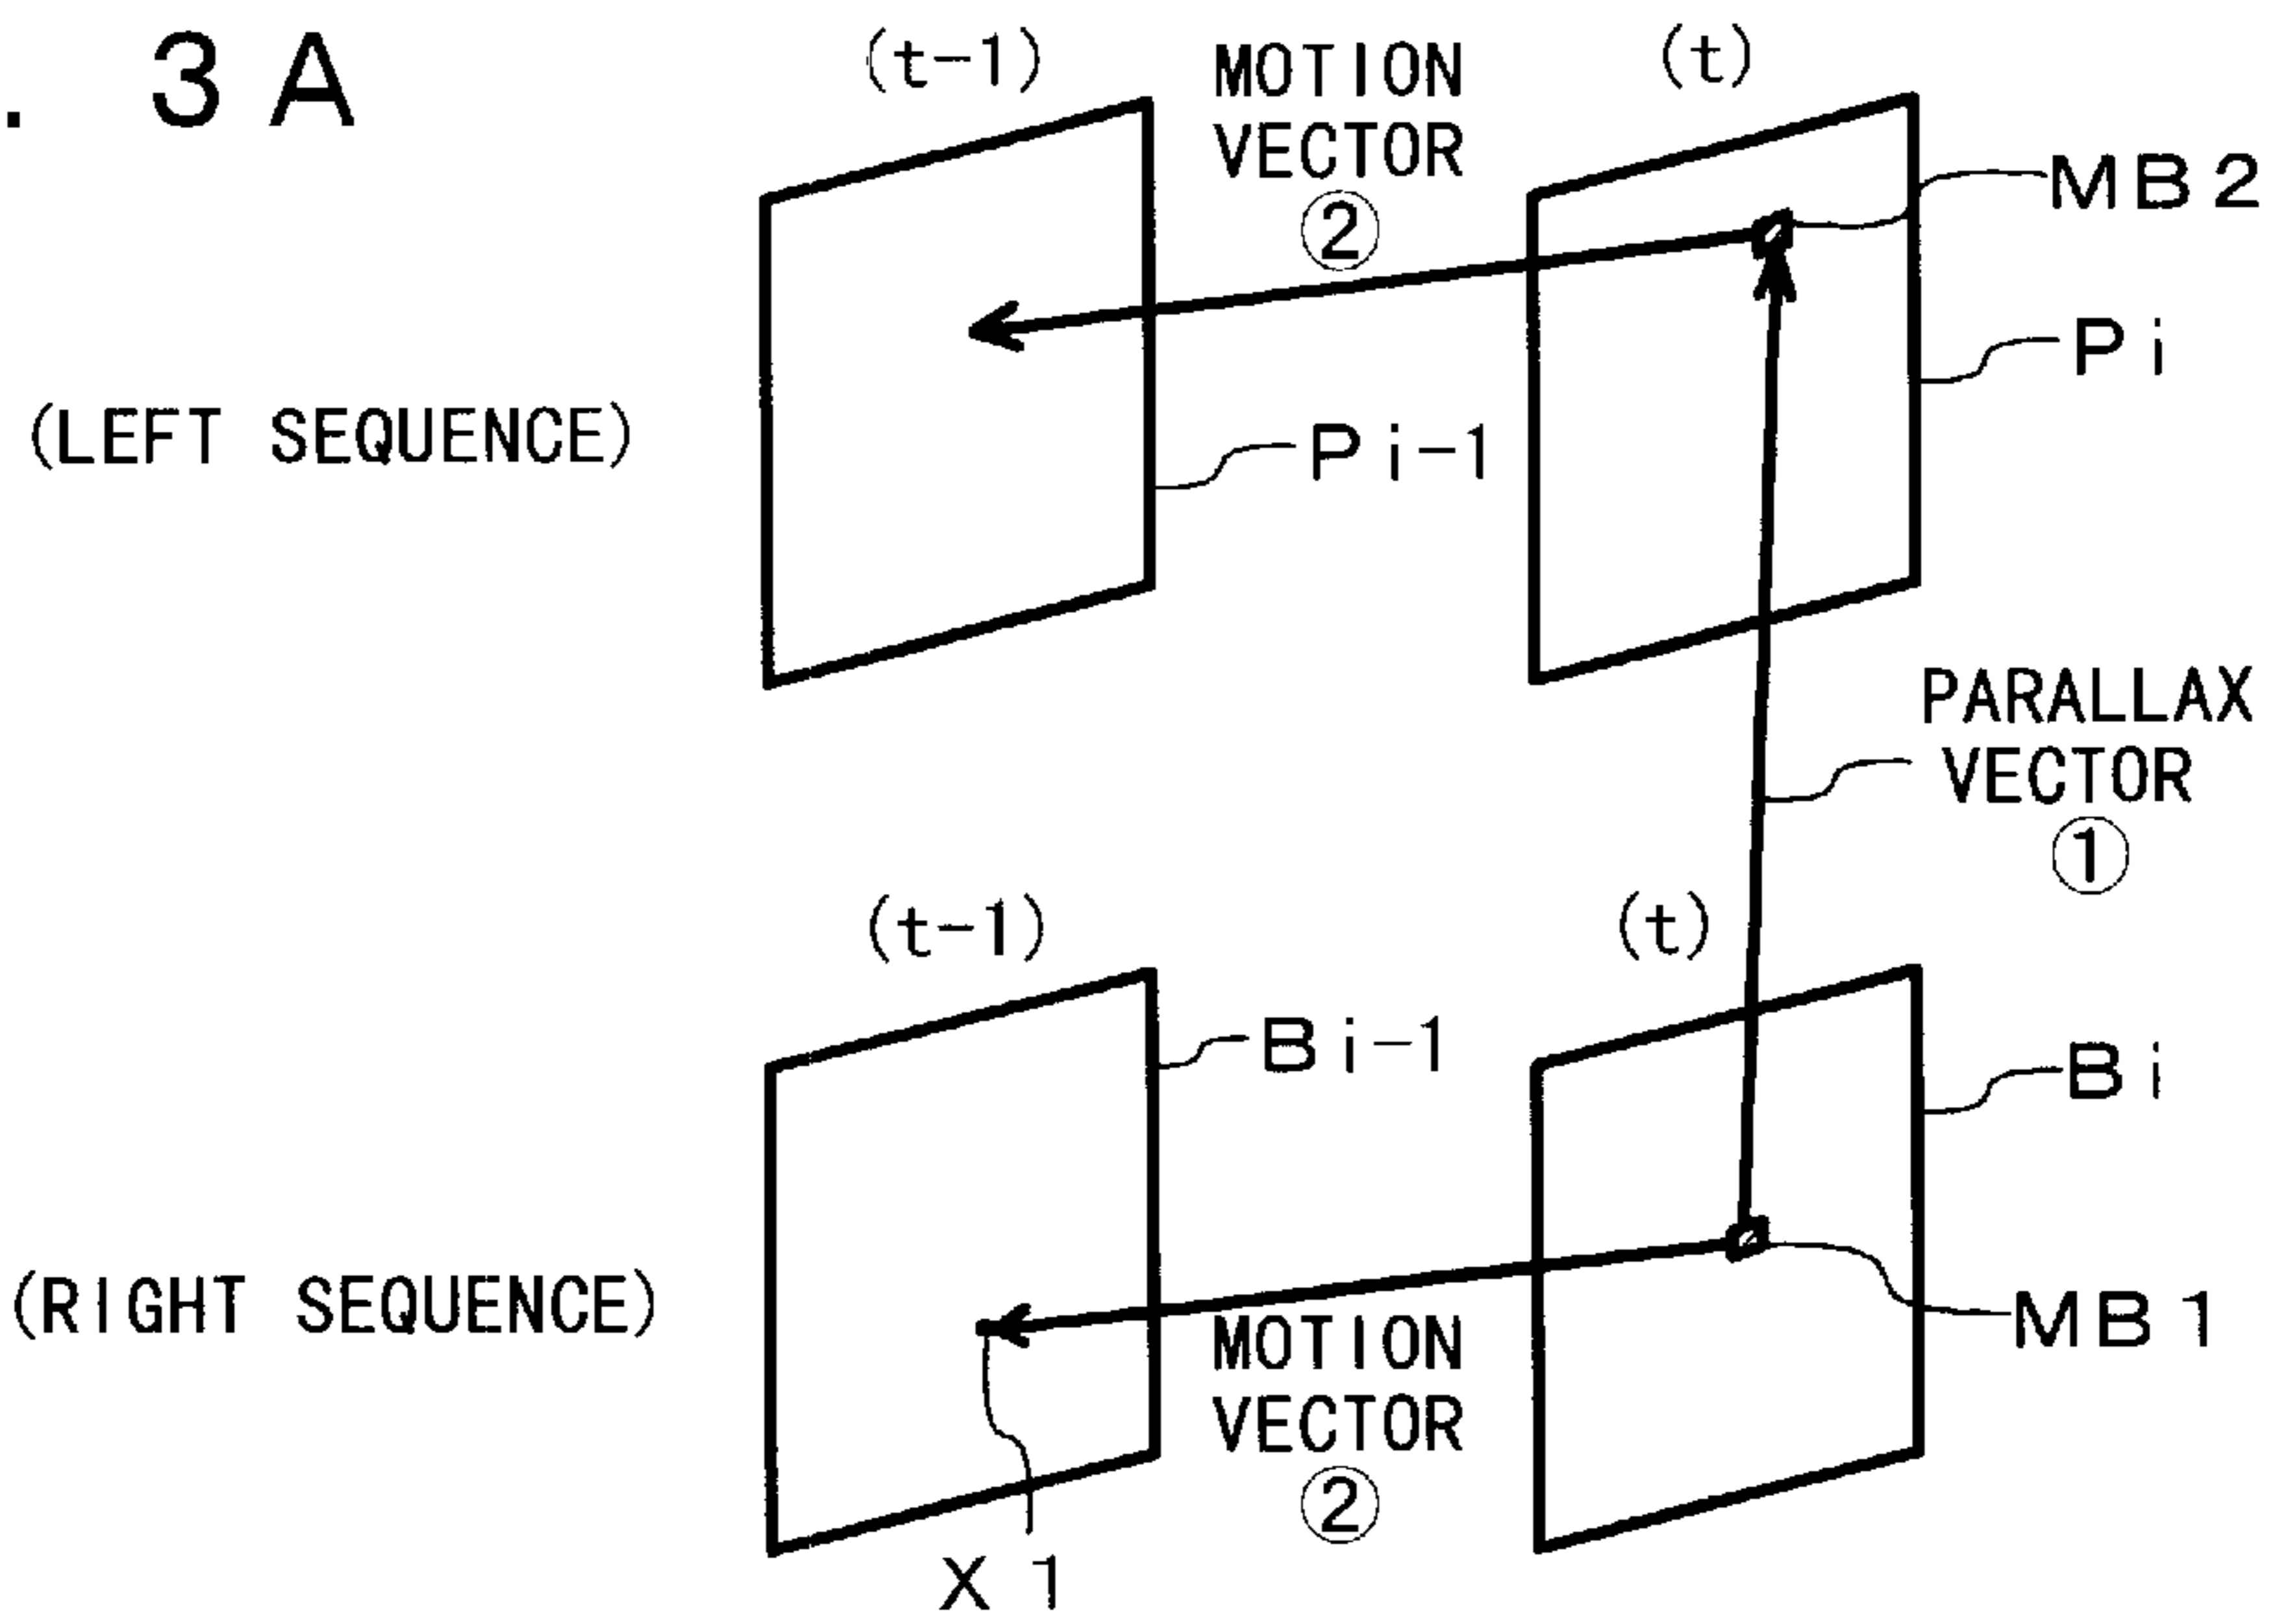 . 3 A
(t-1)
MOTION
VECTOR
②
(t)
MB2
Pi
(LEFT SEQUENCE)
Pi-1
PARALLAX
VECTOR
①
(t-1)
(t)
Bi-1
Bi
(RIGHT SEQUENCE)
MOTION
VECTOR
②
MB1
X1